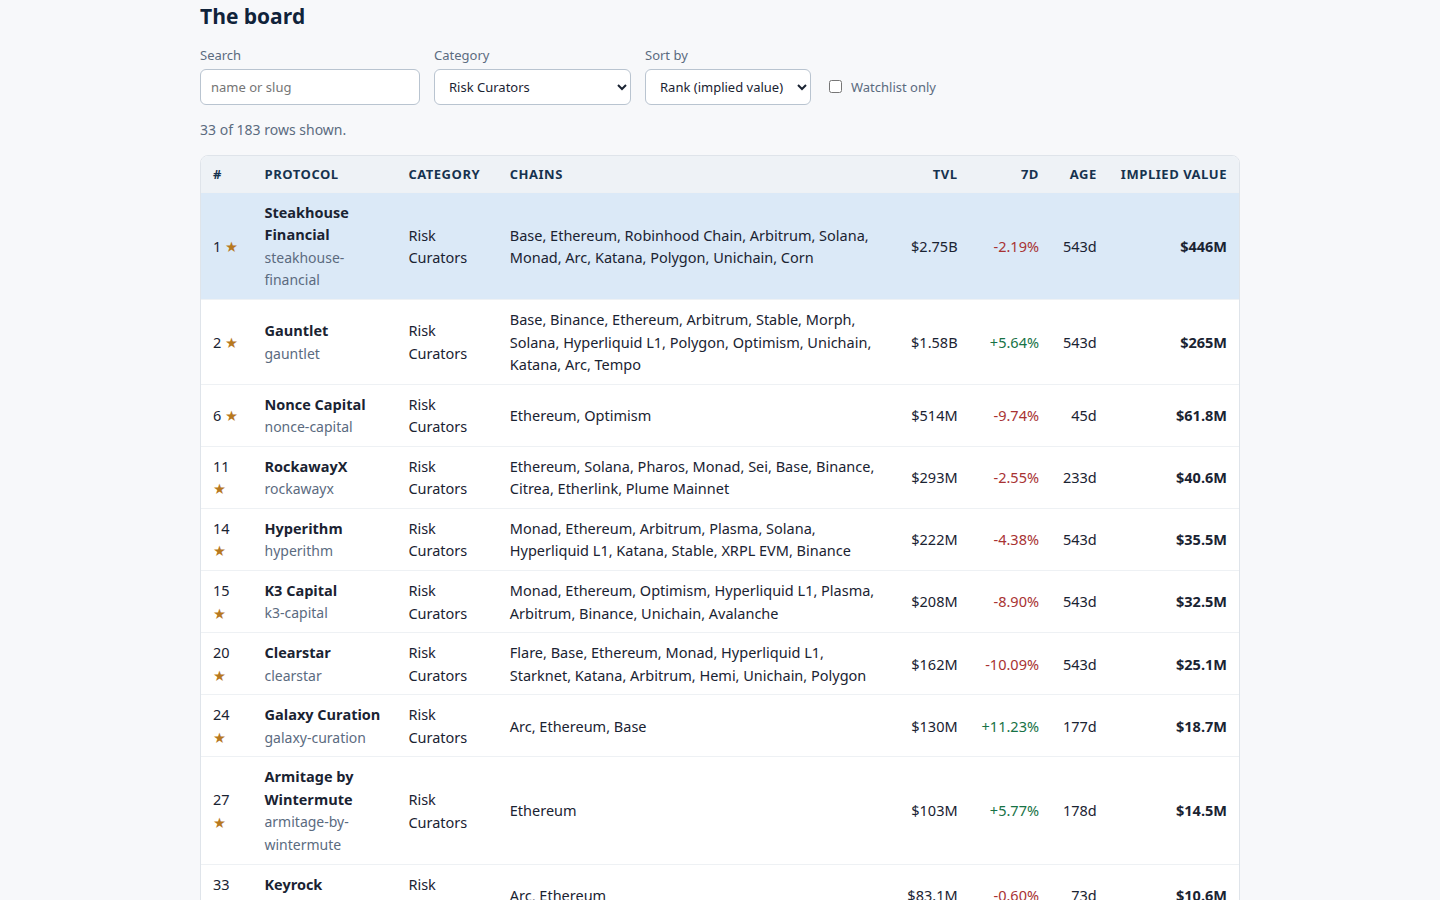 The board
Search
Category
Sort by
name or slug
Risk Curators
Rank (implied value)
Watchlist only
33 of 183 rows shown.
# PROTOCOL CATEGORY CHAINS TVL 7D AGE IMPLIED VALUE
1 ★ Steakhouse Financial steakhouse-financial Risk Curators Base, Ethereum, Robinhood Chain, Arbitrum, Solana, Monad, Arc, Katana, Polygon, Unichain, Corn $2.75B -2.19% 543d $446M
2 ★ Gauntlet gauntlet Risk Curators Base, Binance, Ethereum, Arbitrum, Stable, Morph, Solana, Hyperliquid L1, Polygon, Optimism, Unichain, Katana, Arc, Tempo $1.58B +5.64% 543d $265M
6 ★ Nonce Capital nonce-capital Risk Curators Ethereum, Optimism $514M -9.74% 45d $61.8M
11 ★ RockawayX rockawayx Risk Curators Ethereum, Solana, Pharos, Monad, Sei, Base, Binance, Citrea, Etherlink, Plume Mainnet $293M -2.55% 233d $40.6M
14 ★ Hyperithm hyperithm Risk Curators Monad, Ethereum, Arbitrum, Plasma, Solana, Hyperliquid L1, Katana, Stable, XRPL EVM, Binance $222M -4.38% 543d $35.5M
15 ★ K3 Capital k3-capital Risk Curators Monad, Ethereum, Optimism, Hyperliquid L1, Plasma, Arbitrum, Binance, Unichain, Avalanche $208M -8.90% 543d $32.5M
20 ★ Clearstar clearstar Risk Curators Flare, Base, Ethereum, Monad, Hyperliquid L1, Starknet, Katana, Arbitrum, Hemi, Unichain, Polygon $162M -10.09% 543d $25.1M
24 ★ Galaxy Curation galaxy-curation Risk Curators Arc, Ethereum, Base $130M +11.23% 177d $18.7M
27 ★ Armitage by Wintermute armitage-by-wintermute Risk Curators Ethereum $103M +5.77% 178d $14.5M
33 Keyrock Risk Arc, Ethereum $83.1M -0.60% 73d $10.6M